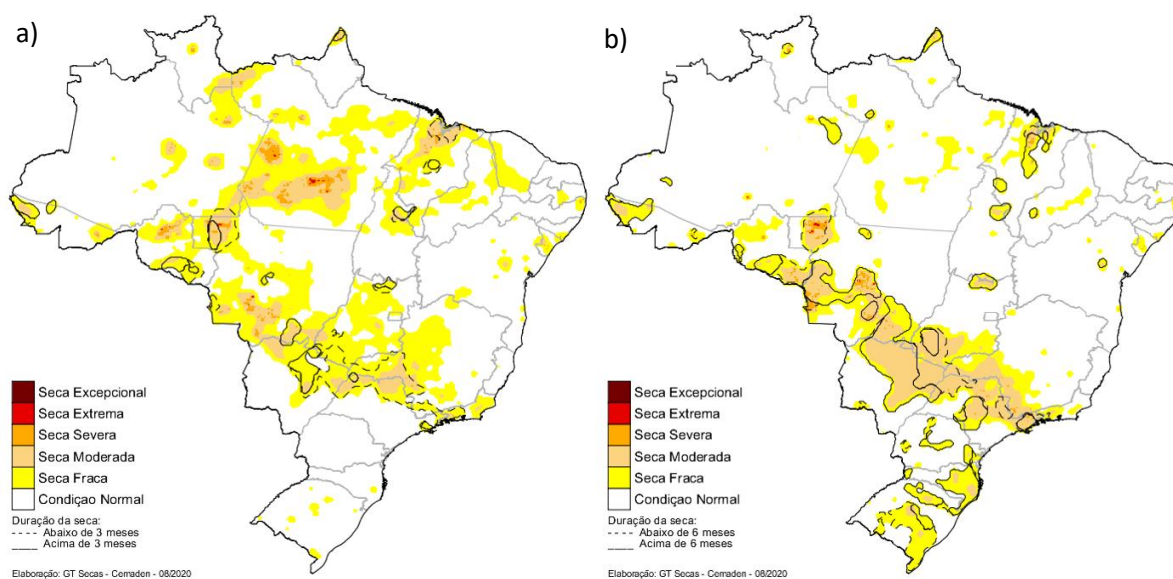 a)
Seca Excepcional
Seca Extrema
Seca Severa
Seca Moderada
Seca Fraca
Condiçao Normal
Duração da seca:
---- Abaixo de 3 meses
____ Acima de 3 meses
Elaboração: GT Secas - Cemaden - 08/2020
b)
Seca Excepcional
Seca Extrema
Seca Severa
Seca Moderada
Seca Fraca
Condiçao Normal
Duração da seca:
---- Abaixo de 6 meses
____ Acima de 6 meses
Elaboração: GT Secas - Cemaden - 08/2020